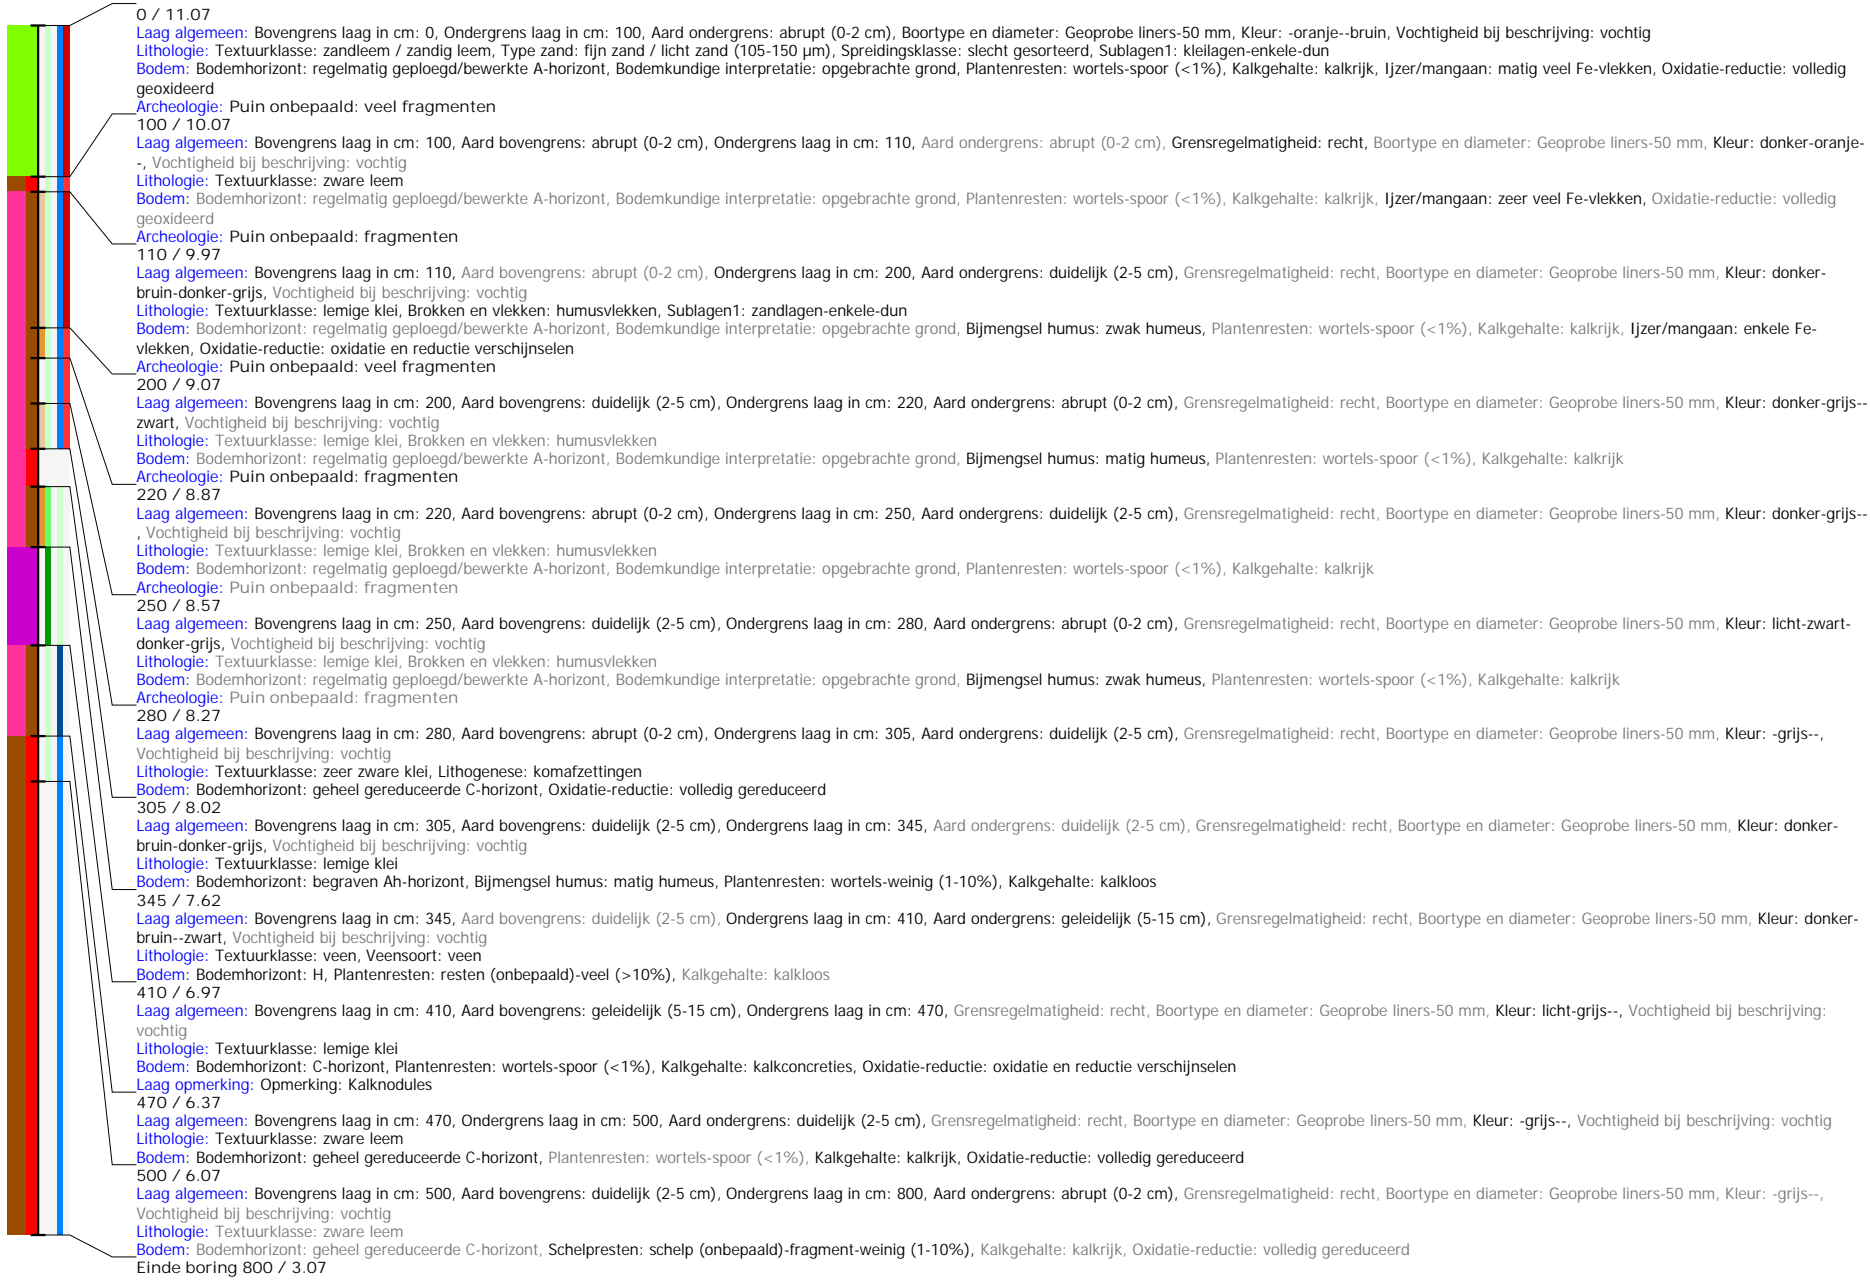 0 / 11.07
Laag algemeen: Bovengrens laag in cm: 0, Ondergrens laag in cm: 100, Aard ondergrens: abrupt (0-2 cm), Boortype en diameter: Geoprobe liners-50 mm, Kleur: -oranje--bruin, Vochtigheid bij beschrijving: vochtig
Lithologie: Textuurklasse: zandleem / zandig leem, Type zand: fijn zand / licht zand (105-150 µm), Spreidingsklasse: slecht gesorteerd, Sublagen1: kleilagen-enkele-dun
Bodem: Bodemhorizont: regelmatig geploegd/bewerkte A-horizont, Bodemkundige interpretatie: opgebrachte grond, Plantenresten: wortels-spoor (<1%), Kalkgehalte: kalkrijk, Ijzer/mangaan: matig veel Fe-vlekken, Oxidatie-reductie: volledig
geoxideerd
Archeologie: Puin onbepaald: veel fragmenten
100 / 10.07
Laag algemeen: Bovengrens laag in cm: 100, Aard bovengrens: abrupt (0-2 cm), Ondergrens laag in cm: 110, Aard ondergrens: abrupt (0-2 cm), Grensregelmatigheid: recht, Boortype en diameter: Geoprobe liners-50 mm, Kleur: donker-oranje-
-, Vochtigheid bij beschrijving: vochtig
Lithologie: Textuurklasse: zware leem
Bodem: Bodemhorizont: regelmatig geploegd/bewerkte A-horizont, Bodemkundige interpretatie: opgebrachte grond, Plantenresten: wortels-spoor (<1%), Kalkgehalte: kalkrijk, Ijzer/mangaan: zeer veel Fe-vlekken, Oxidatie-reductie: volledig
geoxideerd
Archeologie: Puin onbepaald: fragmenten
110 / 9.97
Laag algemeen: Bovengrens laag in cm: 110, Aard bovengrens: abrupt (0-2 cm), Ondergrens laag in cm: 200, Aard ondergrens: duidelijk (2-5 cm), Grensregelmatigheid: recht, Boortype en diameter: Geoprobe liners-50 mm, Kleur: donker-
bruin-donker-grijs, Vochtigheid bij beschrijving: vochtig
Lithologie: Textuurklasse: lemige klei, Brokken en vlekken: humusvlekken, Sublagen1: zandlagen-enkele-dun
Bodem: Bodemhorizont: regelmatig geploegd/bewerkte A-horizont, Bodemkundige interpretatie: opgebrachte grond, Bijmengsel humus: zwak humeus, Plantenresten: wortels-spoor (<1%), Kalkgehalte: kalkrijk, Ijzer/mangaan: enkele Fe-
vlekken, Oxidatie-reductie: oxidatie en reductie verschijnselen
Archeologie: Puin onbepaald: veel fragmenten
200 / 9.07
Laag algemeen: Bovengrens laag in cm: 200, Aard bovengrens: duidelijk (2-5 cm), Ondergrens laag in cm: 220, Aard ondergrens: abrupt (0-2 cm), Grensregelmatigheid: recht, Boortype en diameter: Geoprobe liners-50 mm, Kleur: donker-grijs--
zwart, Vochtigheid bij beschrijving: vochtig
Lithologie: Textuurklasse: lemige klei, Brokken en vlekken: humusvlekken
Bodem: Bodemhorizont: regelmatig geploegd/bewerkte A-horizont, Bodemkundige interpretatie: opgebrachte grond, Bijmengsel humus: matig humeus, Plantenresten: wortels-spoor (<1%), Kalkgehalte: kalkrijk
Archeologie: Puin onbepaald: fragmenten
220 / 8.87
Laag algemeen: Bovengrens laag in cm: 220, Aard bovengrens: abrupt (0-2 cm), Ondergrens laag in cm: 250, Aard ondergrens: duidelijk (2-5 cm), Grensregelmatigheid: recht, Boortype en diameter: Geoprobe liners-50 mm, Kleur: donker-grijs--
, Vochtigheid bij beschrijving: vochtig
Lithologie: Textuurklasse: lemige klei, Brokken en vlekken: humusvlekken
Bodem: Bodemhorizont: regelmatig geploegd/bewerkte A-horizont, Bodemkundige interpretatie: opgebrachte grond, Plantenresten: wortels-spoor (<1%), Kalkgehalte: kalkrijk
Archeologie: Puin onbepaald: fragmenten
250 / 8.57
Laag algemeen: Bovengrens laag in cm: 250, Aard bovengrens: duidelijk (2-5 cm), Ondergrens laag in cm: 280, Aard ondergrens: abrupt (0-2 cm), Grensregelmatigheid: recht, Boortype en diameter: Geoprobe liners-50 mm, Kleur: licht-zwart-
donker-grijs, Vochtigheid bij beschrijving: vochtig
Lithologie: Textuurklasse: lemige klei, Brokken en vlekken: humusvlekken
Bodem: Bodemhorizont: regelmatig geploegd/bewerkte A-horizont, Bodemkundige interpretatie: opgebrachte grond, Bijmengsel humus: zwak humeus, Plantenresten: wortels-spoor (<1%), Kalkgehalte: kalkrijk
Archeologie: Puin onbepaald: fragmenten
280 / 8.27
Laag algemeen: Bovengrens laag in cm: 280, Aard bovengrens: abrupt (0-2 cm), Ondergrens laag in cm: 305, Aard ondergrens: duidelijk (2-5 cm), Grensregelmatigheid: recht, Boortype en diameter: Geoprobe liners-50 mm, Kleur: -grijs--,
Vochtigheid bij beschrijving: vochtig
Lithologie: Textuurklasse: zeer zware klei, Lithogenese: komafzettingen
Bodem: Bodemhorizont: geheel gereduceerde C-horizont, Oxidatie-reductie: volledig gereduceerd
305 / 8.02
Laag algemeen: Bovengrens laag in cm: 305, Aard bovengrens: duidelijk (2-5 cm), Ondergrens laag in cm: 345, Aard ondergrens: duidelijk (2-5 cm), Grensregelmatigheid: recht, Boortype en diameter: Geoprobe liners-50 mm, Kleur: donker-
bruin-donker-grijs, Vochtigheid bij beschrijving: vochtig
Lithologie: Textuurklasse: lemige klei
Bodem: Bodemhorizont: begraven Ah-horizont, Bijmengsel humus: matig humeus, Plantenresten: wortels-weinig (1-10%), Kalkgehalte: kalkloos
345 / 7.62
Laag algemeen: Bovengrens laag in cm: 345, Aard bovengrens: duidelijk (2-5 cm), Ondergrens laag in cm: 410, Aard ondergrens: geleidelijk (5-15 cm), Grensregelmatigheid: recht, Boortype en diameter: Geoprobe liners-50 mm, Kleur: donker-
bruin--zwart, Vochtigheid bij beschrijving: vochtig
Lithologie: Textuurklasse: veen, Veensoort: veen
Bodem: Bodemhorizont: H, Plantenresten: resten (onbepaald)-veel (>10%), Kalkgehalte: kalkloos
410 / 6.97
Laag algemeen: Bovengrens laag in cm: 410, Aard bovengrens: geleidelijk (5-15 cm), Ondergrens laag in cm: 470, Grensregelmatigheid: recht, Boortype en diameter: Geoprobe liners-50 mm, Kleur: licht-grijs--, Vochtigheid bij beschrijving:
vochtig
Lithologie: Textuurklasse: lemige klei
Bodem: Bodemhorizont: C-horizont, Plantenresten: wortels-spoor (<1%), Kalkgehalte: kalkconcreties, Oxidatie-reductie: oxidatie en reductie verschijnselen
Laag opmerking: Opmerking: Kalknodules
470 / 6.37
Laag algemeen: Bovengrens laag in cm: 470, Ondergrens laag in cm: 500, Aard ondergrens: duidelijk (2-5 cm), Grensregelmatigheid: recht, Boortype en diameter: Geoprobe liners-50 mm, Kleur: -grijs--, Vochtigheid bij beschrijving: vochtig
Lithologie: Textuurklasse: zware leem
Bodem: Bodemhorizont: geheel gereduceerde C-horizont, Plantenresten: wortels-spoor (<1%), Kalkgehalte: kalkrijk, Oxidatie-reductie: volledig gereduceerd
500 / 6.07
Laag algemeen: Bovengrens laag in cm: 500, Aard bovengrens: duidelijk (2-5 cm), Ondergrens laag in cm: 800, Aard ondergrens: abrupt (0-2 cm), Grensregelmatigheid: recht, Boortype en diameter: Geoprobe liners-50 mm, Kleur: -grijs--,
Vochtigheid bij beschrijving: vochtig
Lithologie: Textuurklasse: zware leem
Bodem: Bodemhorizont: geheel gereduceerde C-horizont, Schelpresten: schelp (onbepaald)-fragment-weinig (1-10%), Kalkgehalte: kalkrijk, Oxidatie-reductie: volledig gereduceerd
Einde boring 800 / 3.07